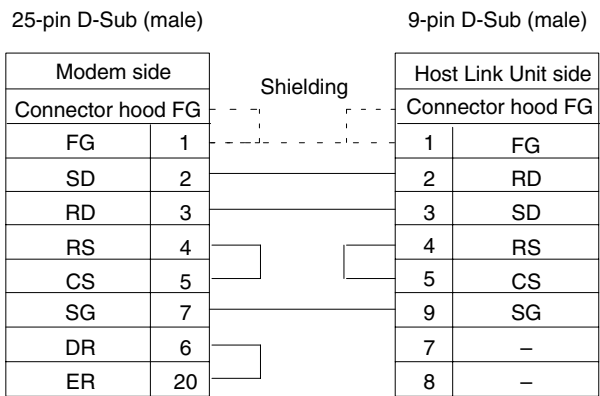 25-pin D-Sub (male) 9-pin D-Sub (male)
Modem side Shielding Host Link Unit side
Connector hood FG Connector hood FG
FG 1 1 FG
SD 2 2 RD
RD 3 3 SD
RS 4 4 RS
CS 5 5 CS
SG 7 9 SG
DR 6 7 –
ER 20 8 –